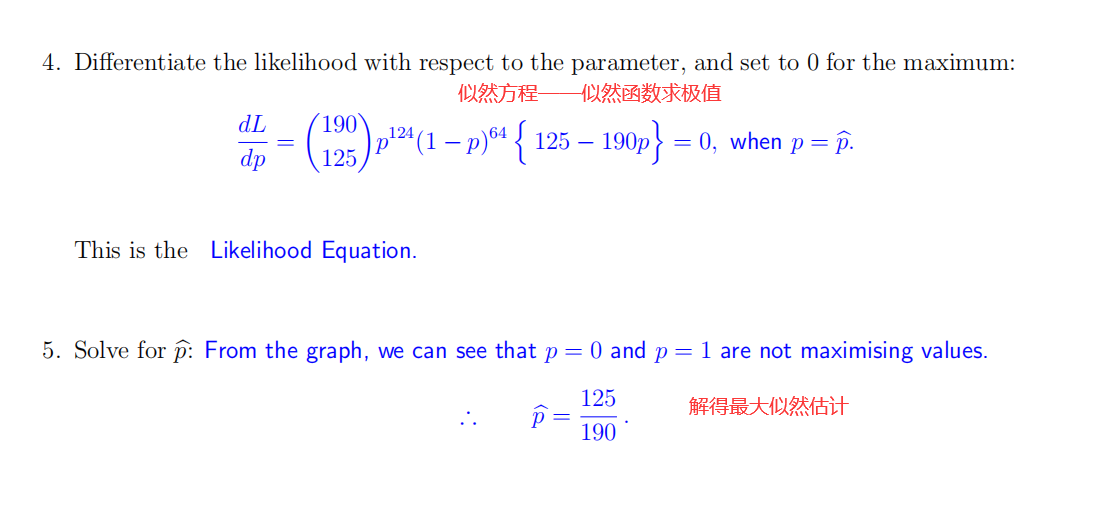 4. Differentiate the likelihood with respect to the parameter, and set to 0 for the maximum:
似然方程——似然函数求极值
$\frac{dL}{dp} = \binom{190}{125} p^{124}(1-p)^{64} \left\{ 125 - 190p \right\} = 0$, when $p = \widehat{p}$.
This is the Likelihood Equation.
5. Solve for $\widehat{p}$: From the graph, we can see that $p = 0$ and $p = 1$ are not maximising values.
$\therefore \quad \widehat{p} = \frac{125}{190}$. 解得最大似然估计